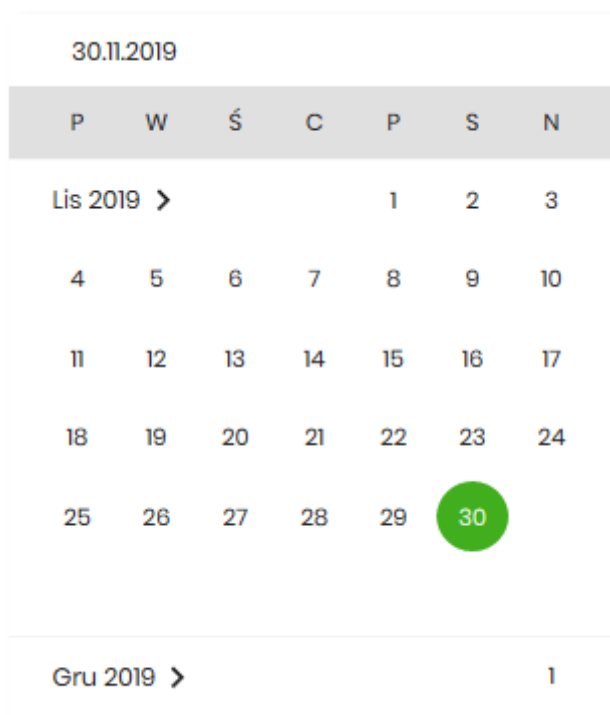 30.11.2019
P W Ś C P S N
Lis 2019 1 2 3
4 5 6 7 8 9 10
11 12 13 14 15 16 17
18 19 20 21 22 23 24
25 26 27 28 29 30
Gru 2019 1